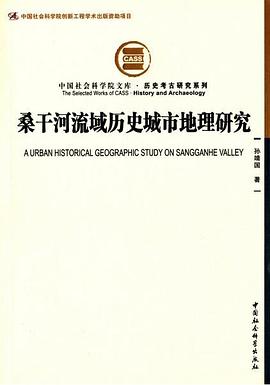 中国社会科学院创新工程学术出版资助项目
CASS
中国社会科学院文库·历史考古研究系列
The Selected Works of CASS · History and Archaeology
桑干河流域历史城市地理研究
A URBAN HISTORICAL GEOGRAPHIC STUDY ON SANGGANHE VALLEY
孙靖国 著
中国社会科学出版社